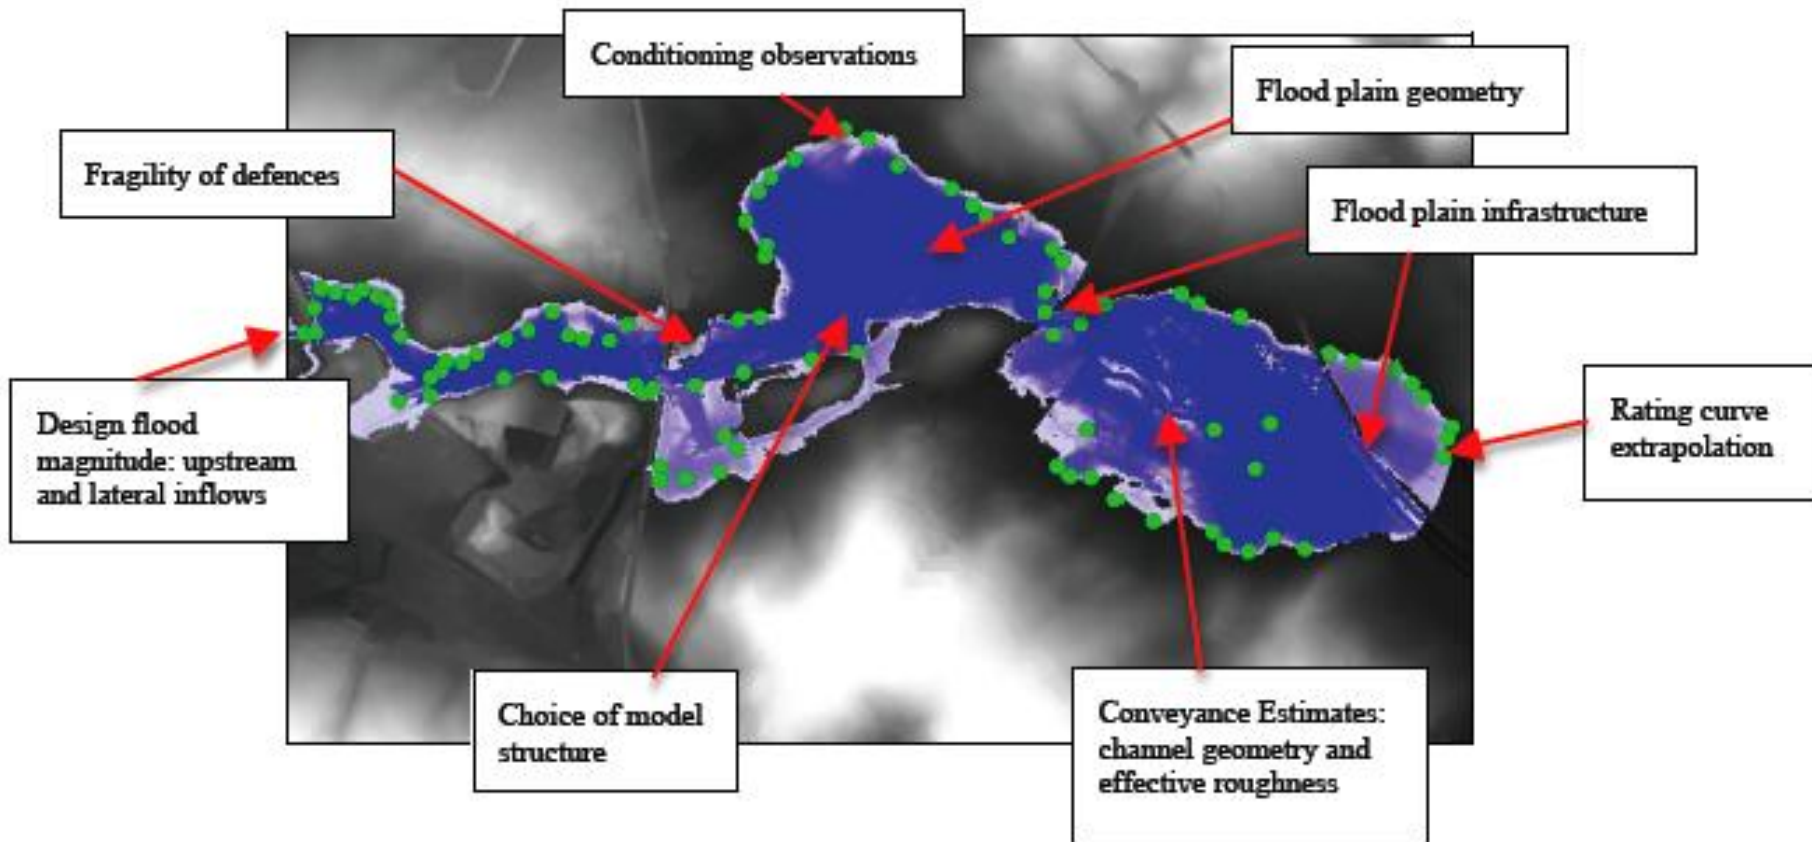 Conditioning observations
Flood plain geometry
Fragility of defences
Flood plain infrastructure
Design flood
magnitude: upstream
and lateral inflows
Rating curve
extrapolation
Choice of model
structure
Conveyance Estimates:
channel geometry and
effective roughness